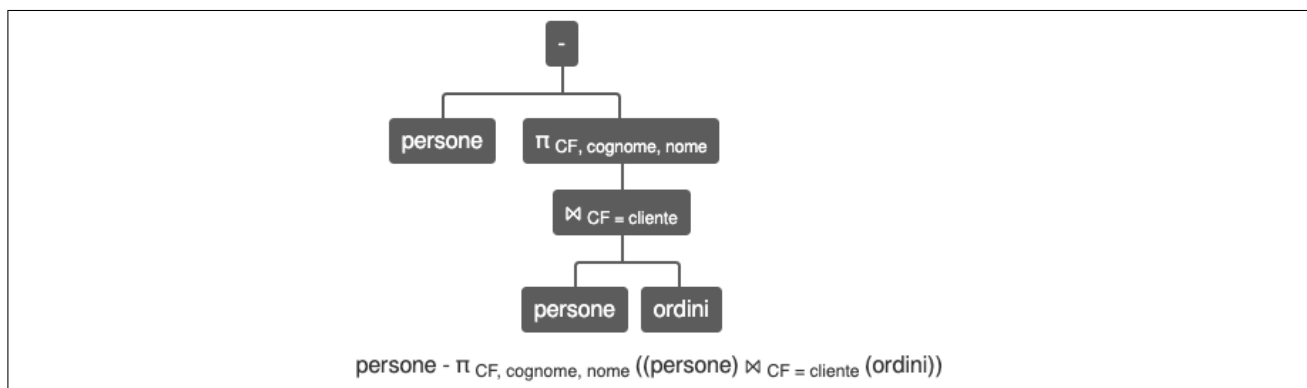 -
persone
π CF, cognome, nome
⋈ CF = cliente
persone ordini
persone - π CF, cognome, nome ((persone) ⋈ CF = cliente (ordini))